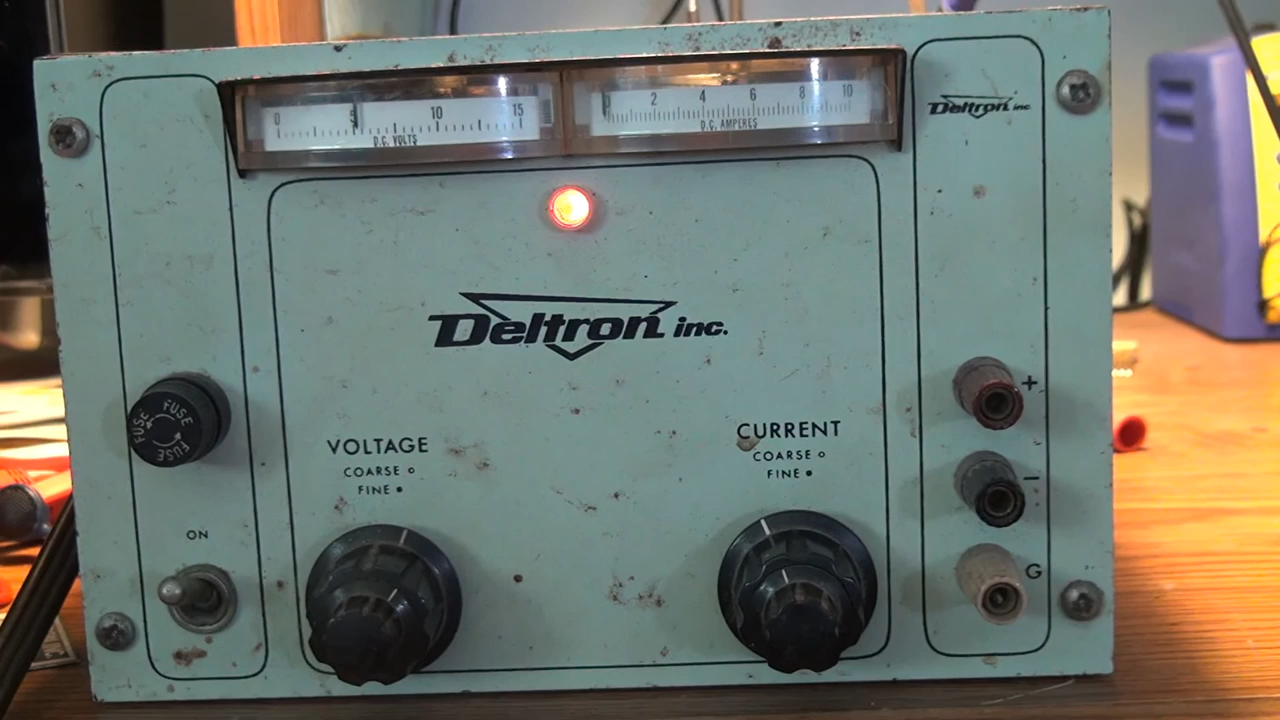 0 5 10 15
D.C. VOLTS
0 2 4 6 8 10
D.C. AMPERES
Deltron inc.
Deltron inc.
FUSE FUSE FUSE
VOLTAGE
COARSE
FINE
CURRENT
COARSE
FINE
+
−
G
ON